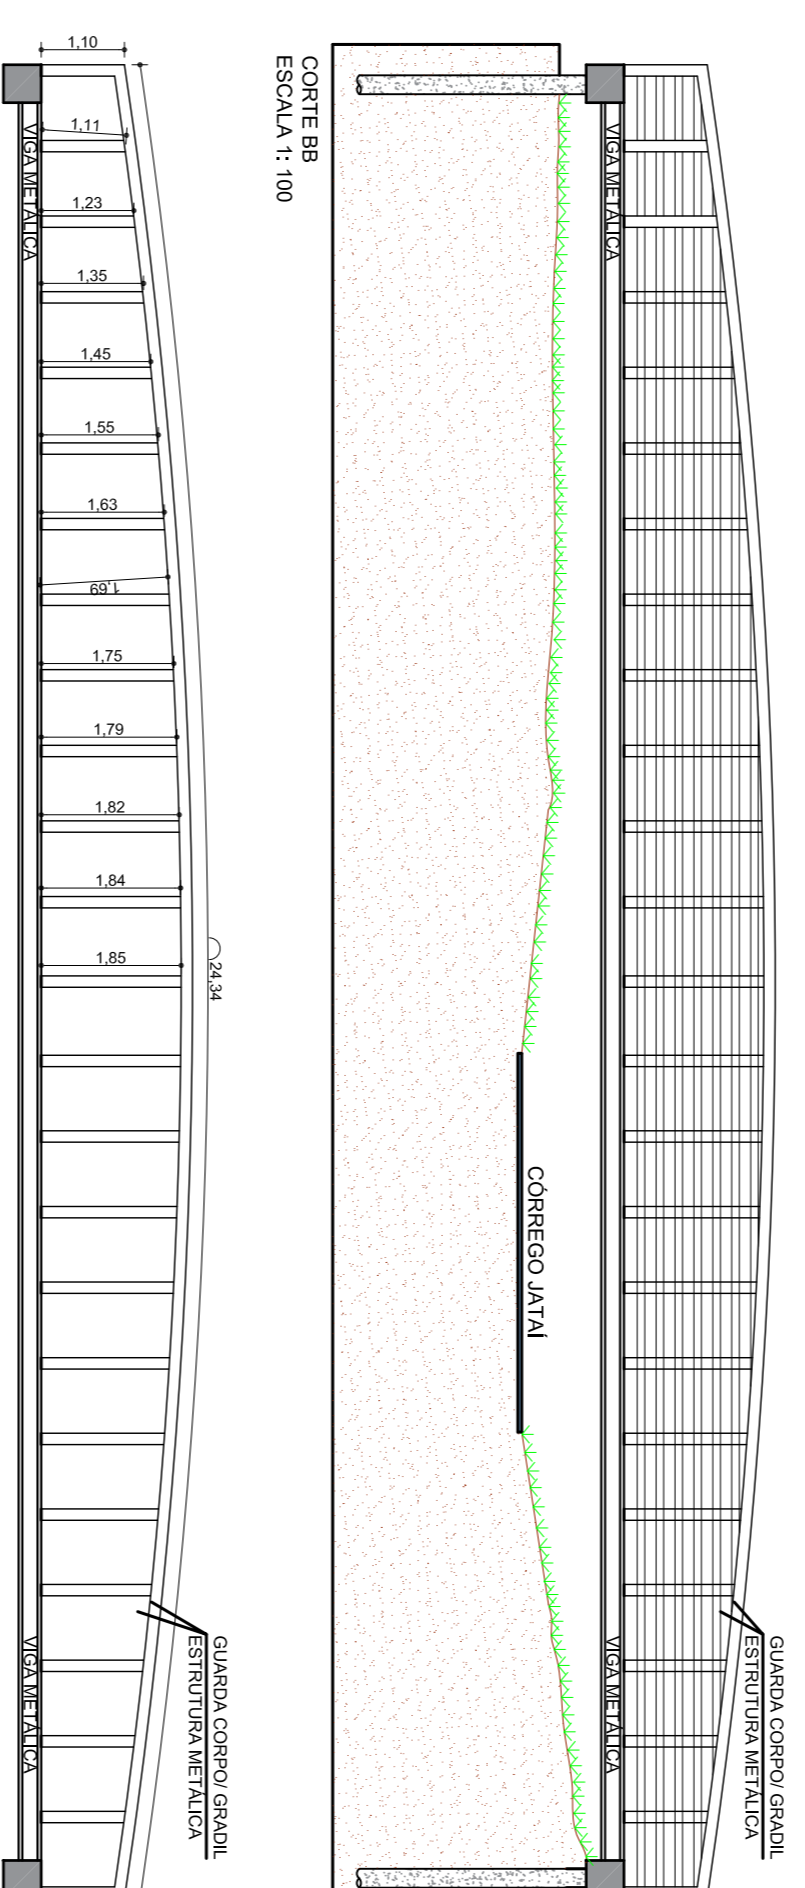 GUARDA CORPO/ GRADIL
ESTRUTURA METÁLICA
VIGA METÁLICA
VIGA METÁLICA
CÓRREGO JATAÍ
CORTE BB
ESCALA 1: 100
24,34
GUARDA CORPO/ GRADIL
ESTRUTURA METÁLICA
1,10
1,11
1,23
1,35
1,45
1,55
1,63
1,69
1,75
1,79
1,82
1,84
1,85
VIGA METÁLICA
VIGA METÁLICA